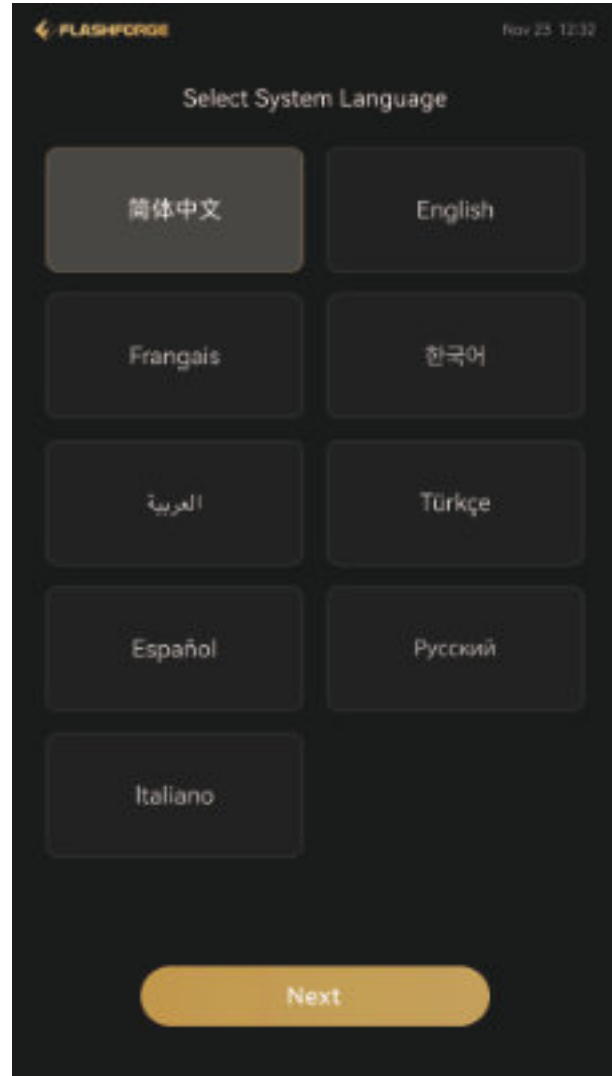 FLASHFORGE
Nov 23 12:32
Select System Language
简体中文
English
Frangais
한국어
العربية
Türkçe
Español
Русский
Italiano
Next